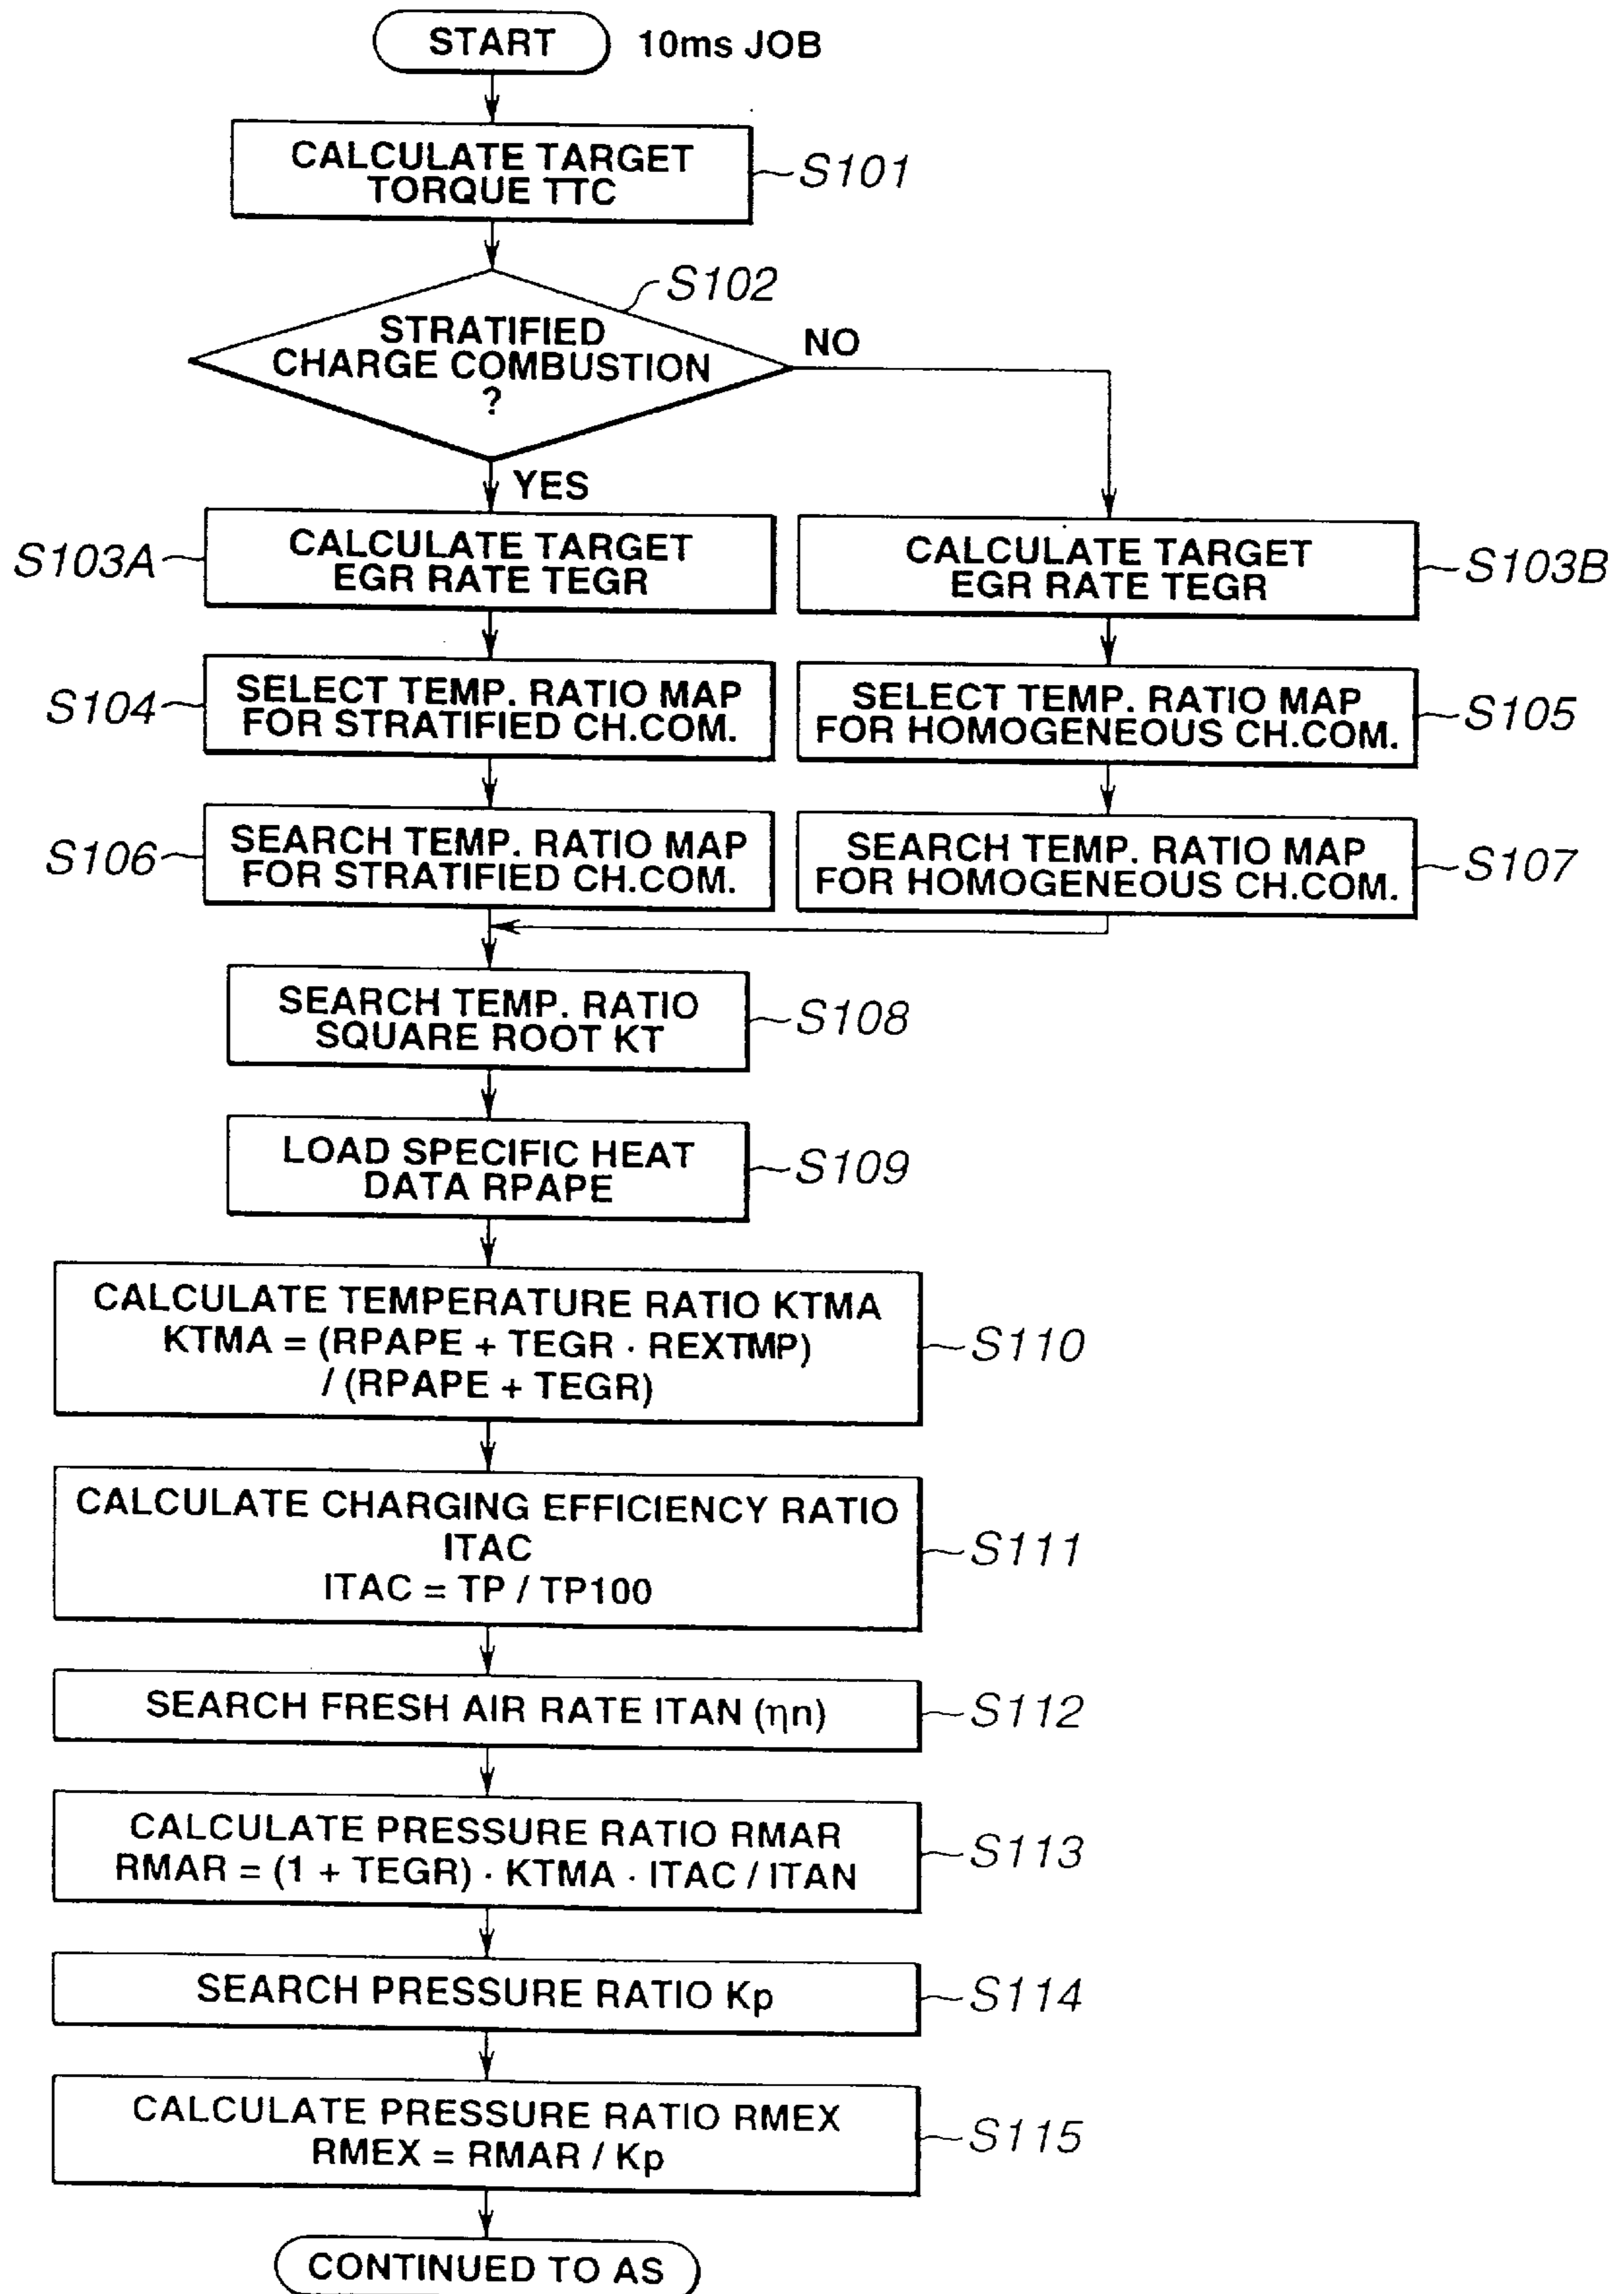 START
10ms JOB
CALCULATE TARGET
TORQUE TTC
S101
S102
STRATIFIED
CHARGE COMBUSTION
?
NO
YES
S103A
CALCULATE TARGET
EGR RATE TEGR
CALCULATE TARGET
EGR RATE TEGR
S103B
S104
SELECT TEMP. RATIO MAP
FOR STRATIFIED CH.COM.
SELECT TEMP. RATIO MAP
FOR HOMOGENEOUS CH.COM.
S105
S106
SEARCH TEMP. RATIO MAP
FOR STRATIFIED CH.COM.
SEARCH TEMP. RATIO MAP
FOR HOMOGENEOUS CH.COM.
S107
SEARCH TEMP. RATIO
SQUARE ROOT KT
S108
LOAD SPECIFIC HEAT
DATA RPAPE
S109
CALCULATE TEMPERATURE RATIO KTMA
KTMA = (RPAPE + TEGR · REXTMP)
/ (RPAPE + TEGR)
S110
CALCULATE CHARGING EFFICIENCY RATIO
ITAC
ITAC = TP / TP100
S111
SEARCH FRESH AIR RATE ITAN (ηn)
S112
CALCULATE PRESSURE RATIO RMAR
RMAR = (1 + TEGR) · KTMA · ITAC / ITAN
S113
SEARCH PRESSURE RATIO Kp
S114
CALCULATE PRESSURE RATIO RMEX
RMEX = RMAR / Kp
S115
CONTINUED TO AS